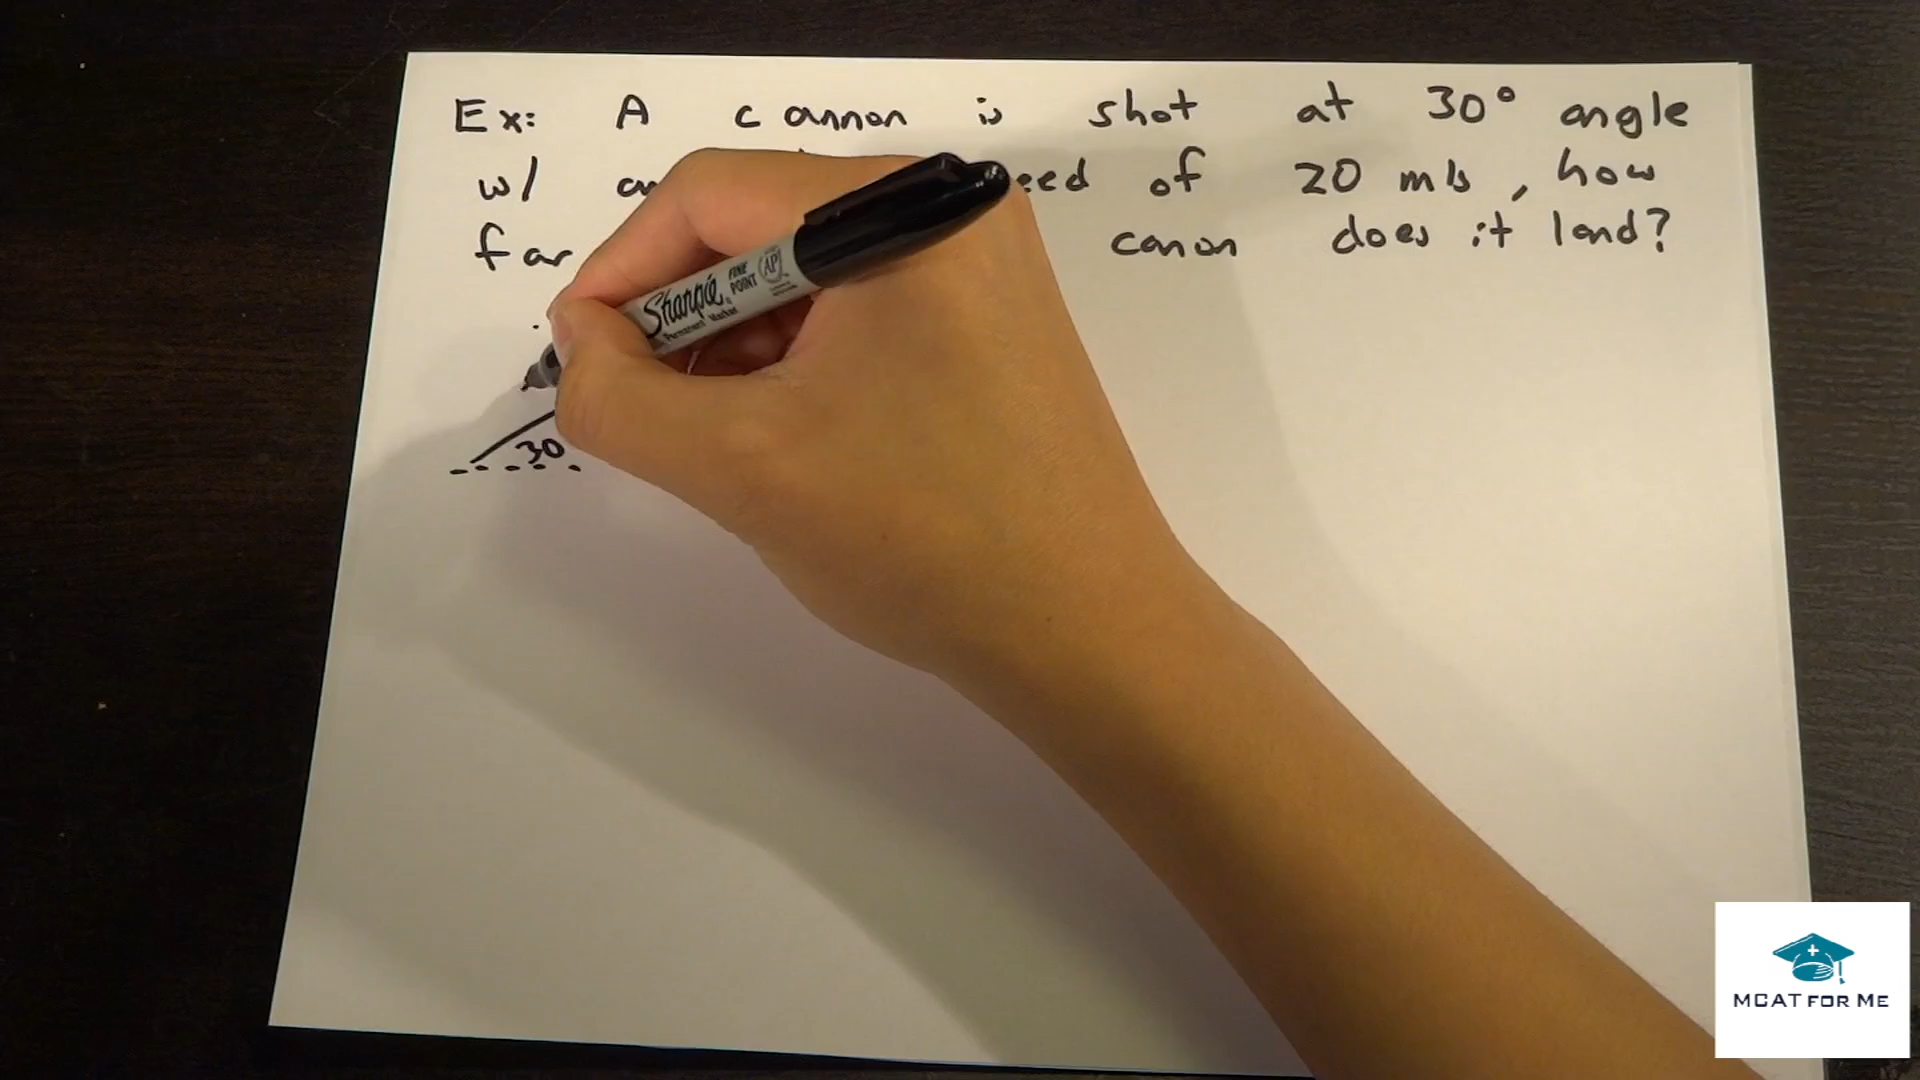 Ex: A cannon is shot at 30° angle
w/ of 20 m/s, how
far canon does it land?
30
Sharpie
FINE POINT
AP
Permanent Marker
MCAT FOR ME